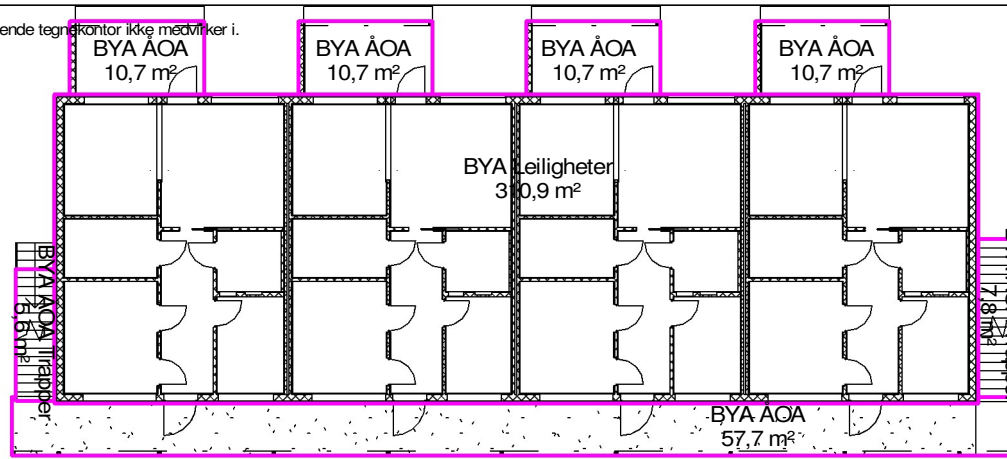 ende tegnekontor ikke medvirker i.
BYA ÅOA
10,7 m²
BYA ÅOA
10,7 m²
BYA ÅOA
10,7 m²
BYA ÅOA
10,7 m²
BYA Leiligheter
310,9 m²
BYA ÅOA Trapper
5,6 m²
7,8 m²
BYA ÅOA
57,7 m²